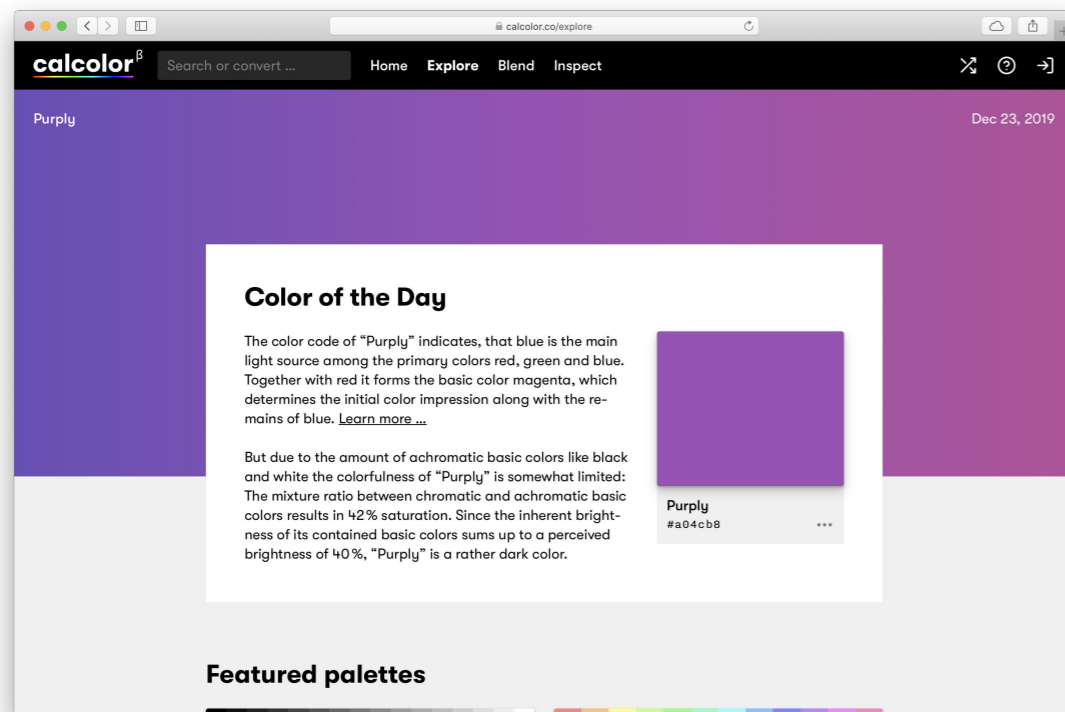 calcolor.co/explore
calcolorβ
Search or convert ...
Home Explore Blend Inspect
Purply
Dec 23, 2019
Color of the Day
The color code of “Purply” indicates, that blue is the main
light source among the primary colors red, green and blue.
Together with red it forms the basic color magenta, which
determines the initial color impression along with the re-
mains of blue. Learn more ...
But due to the amount of achromatic basic colors like black
and white the colorfulness of “Purply” is somewhat limited:
The mixture ratio between chromatic and achromatic basic
colors results in 42% saturation. Since the inherent bright-
ness of its contained basic colors sums up to a perceived
brightness of 40%, “Purply” is a rather dark color.
Purply
#a04cb8
Featured palettes